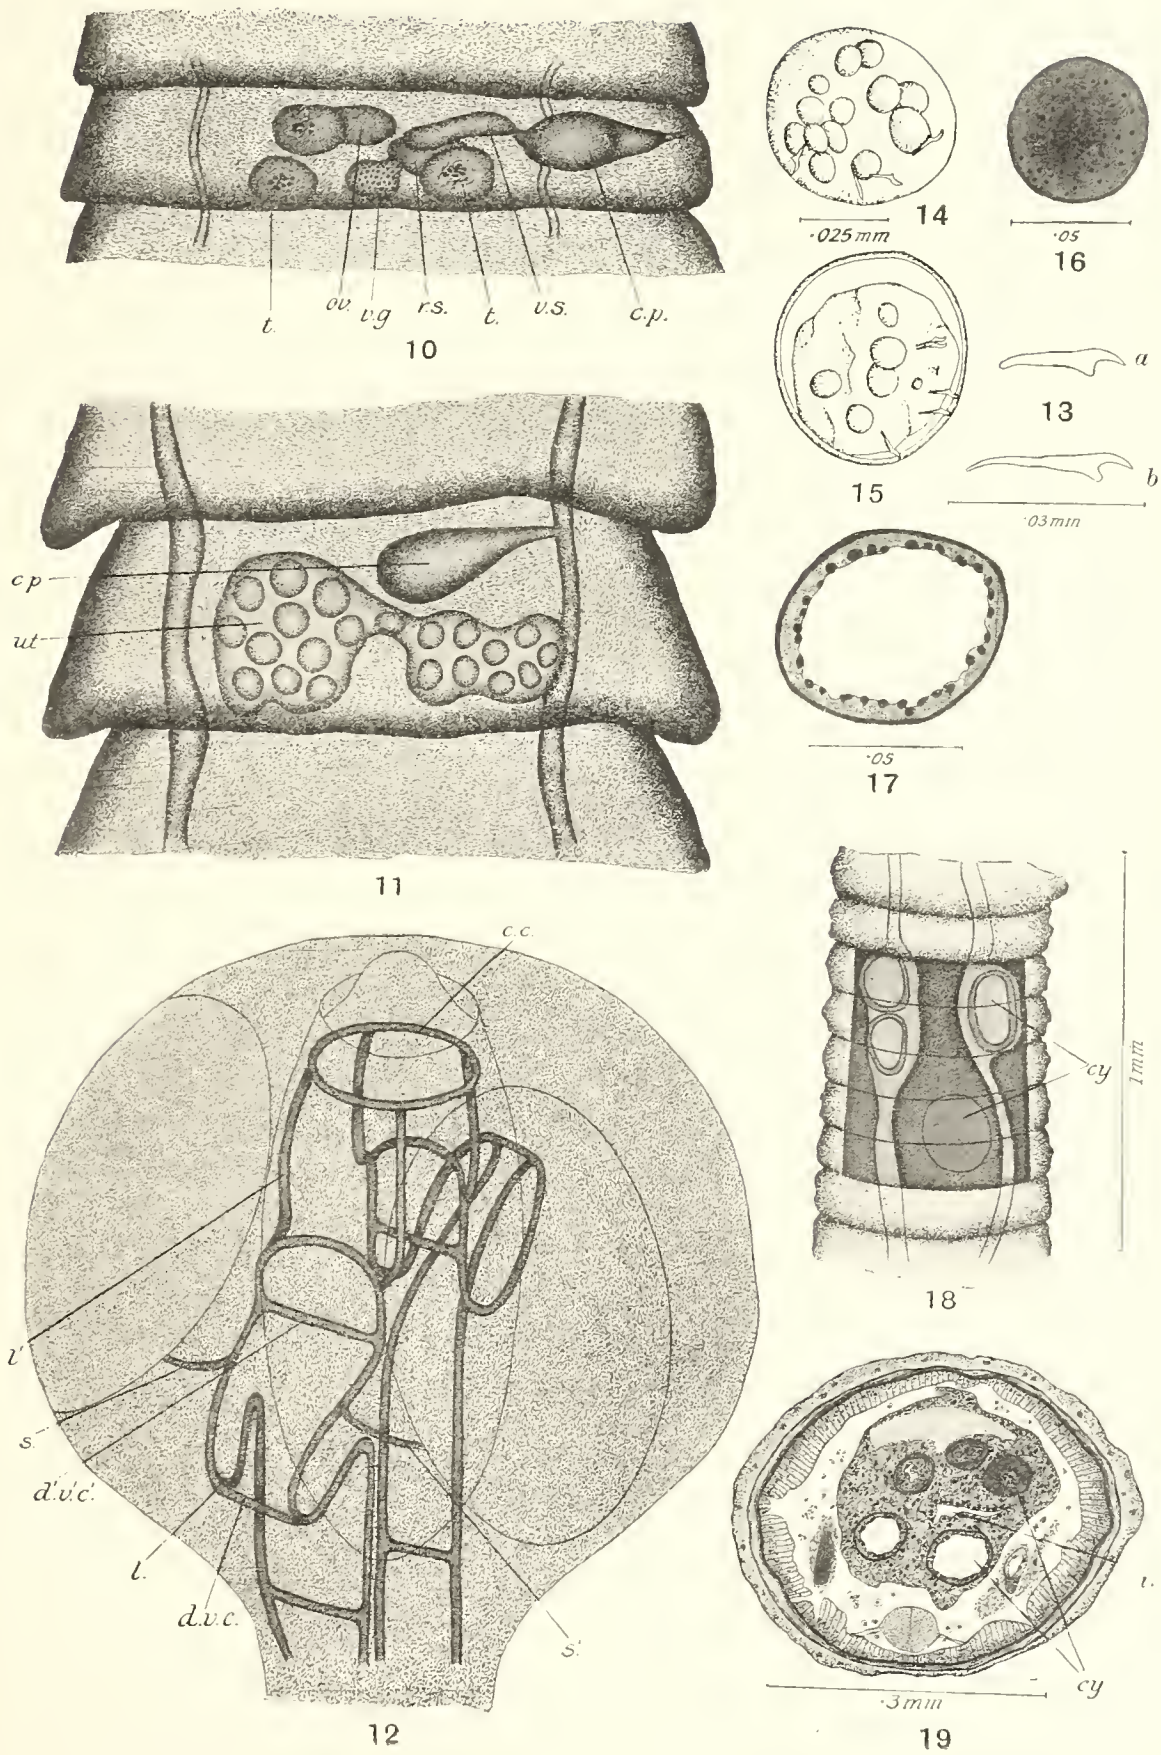 t.
ov.
v.g
r.s.
t.
v.s.
c.p.
10
·025 mm
14
·05
16
15
a
13
b
·03 mm
c p
ut
11
·05
17
c.c.
l'
s.
d'.v'.c'.
l.
d.v.c.
s'.
12
cy
1mm
18
ı.
cy
·3 mm
19